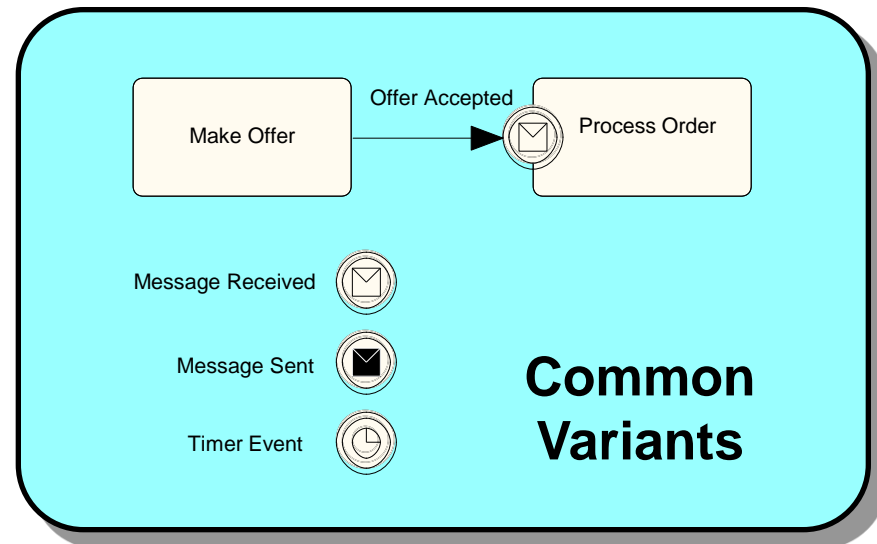 Offer Accepted
Make Offer
Process Order
Message Received
Message Sent
Timer Event
Common
Variants